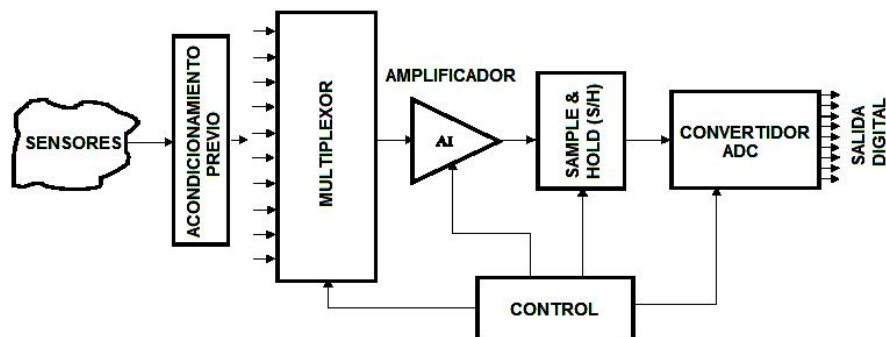 SENSORES
ACONDICIONAMIENTO
PREVIO
MULTIPLEXOR
AMPLIFICADOR
AI
SAMPLE &
HOLD (S/H)
CONVERTIDOR
ADC
SALIDA
DIGITAL
CONTROL